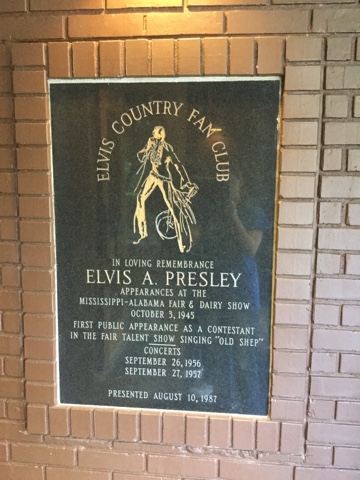 ELVIS COUNTRY FAN CLUB
IN LOVING REMEMBRANCE
ELVIS A. PRESLEY
APPEARANCES AT THE
MISSISSIPPI-ALABAMA FAIR & DAIRY SHOW
OCTOBER 3, 1945
FIRST PUBLIC APPEARANCE AS A CONTESTANT
IN THE FAIR TALENT SHOW SINGING "OLD SHEP"
CONCERTS
SEPTEMBER 26, 1956
SEPTEMBER 27, 1957
PRESENTED AUGUST 10, 1987